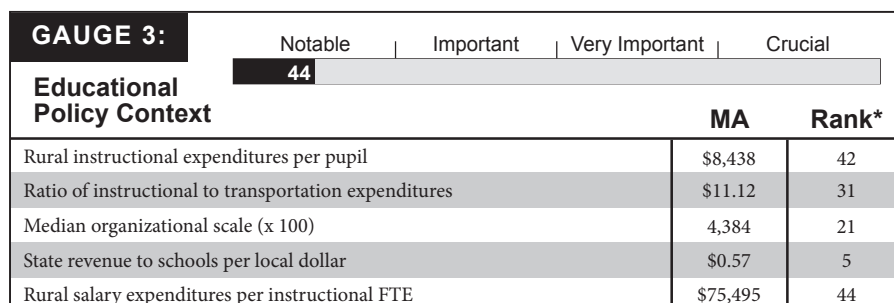 GAUGE 3:
Notable Important Very Important Crucial
44
Educational
Policy Context
MA Rank*
Rural instructional expenditures per pupil $8,438 42
Ratio of instructional to transportation expenditures $11.12 31
Median organizational scale (x 100) 4,384 21
State revenue to schools per local dollar $0.57 5
Rural salary expenditures per instructional FTE $75,495 44